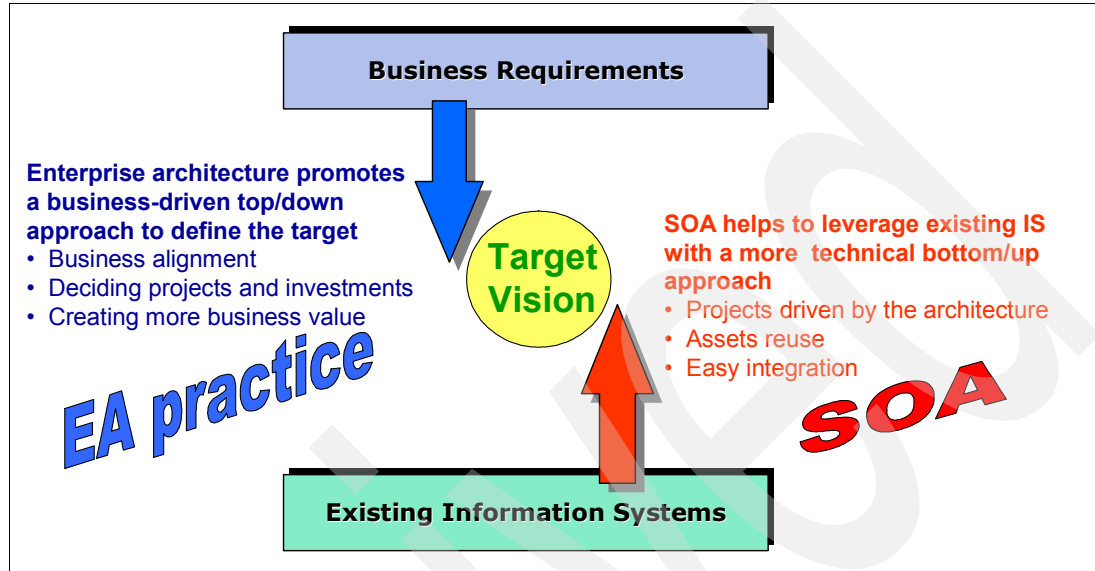 Business Requirements
Enterprise architecture promotes
a business-driven top/down
approach to define the target
• Business alignment
• Deciding projects and investments
• Creating more business value
EA practice
Target
Vision
SOA helps to leverage existing IS
with a more technical bottom/up
approach
• Projects driven by the architecture
• Assets reuse
• Easy integration
SOA
Existing Information Systems